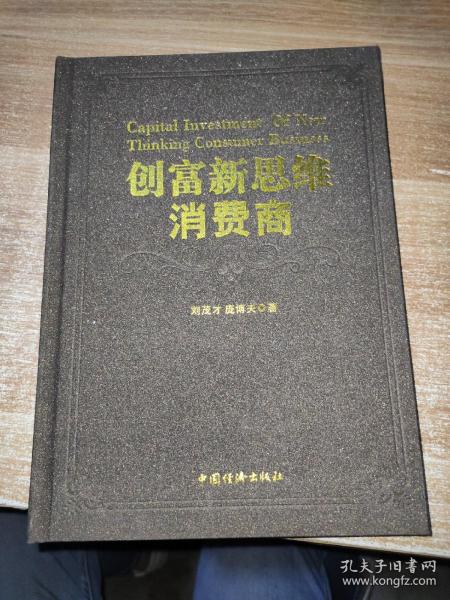 Capital Investment Of New
Thinking Consumer Business
创富新思维
消费商
刘茂才 庞博夫◎著
中国经济出版社
孔夫子旧书网
www.kongfz.com